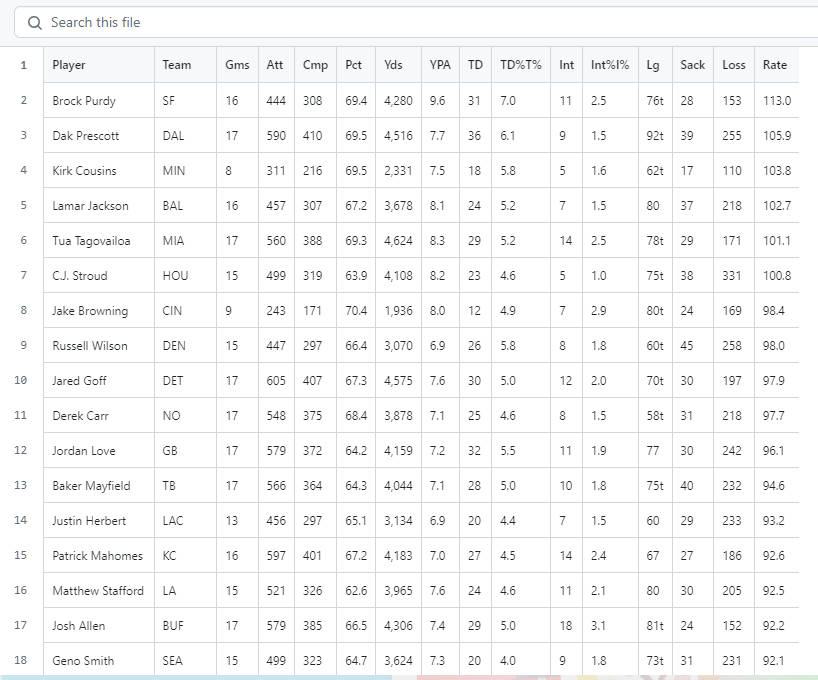 Search this file
1 Player Team Gms Att Cmp Pct Yds YPA TD TD%T% Int Int%I% Lg Sack Loss Rate
2 Brock Purdy SF 16 444 308 69.4 4,280 9.6 31 7.0 11 2.5 76t 28 153 113.0
3 Dak Prescott DAL 17 590 410 69.5 4,516 7.7 36 6.1 9 1.5 92t 39 255 105.9
4 Kirk Cousins MIN 8 311 216 69.5 2,331 7.5 18 5.8 5 1.6 62t 17 110 103.8
5 Lamar Jackson BAL 16 457 307 67.2 3,678 8.1 24 5.2 7 1.5 80 37 218 102.7
6 Tua Tagovailoa MIA 17 560 388 69.3 4,624 8.3 29 5.2 14 2.5 78t 29 171 101.1
7 C.J. Stroud HOU 15 499 319 63.9 4,108 8.2 23 4.6 5 1.0 75t 38 331 100.8
8 Jake Browning CIN 9 243 171 70.4 1,936 8.0 12 4.9 7 2.9 80t 24 169 98.4
9 Russell Wilson DEN 15 447 297 66.4 3,070 6.9 26 5.8 8 1.8 60t 45 258 98.0
10 Jared Goff DET 17 605 407 67.3 4,575 7.6 30 5.0 12 2.0 70t 30 197 97.9
11 Derek Carr NO 17 548 375 68.4 3,878 7.1 25 4.6 8 1.5 58t 31 218 97.7
12 Jordan Love GB 17 579 372 64.2 4,159 7.2 32 5.5 11 1.9 77 30 242 96.1
13 Baker Mayfield TB 17 566 364 64.3 4,044 7.1 28 5.0 10 1.8 75t 40 232 94.6
14 Justin Herbert LAC 13 456 297 65.1 3,134 6.9 20 4.4 7 1.5 60 29 233 93.2
15 Patrick Mahomes KC 16 597 401 67.2 4,183 7.0 27 4.5 14 2.4 67 27 186 92.6
16 Matthew Stafford LA 15 521 326 62.6 3,965 7.6 24 4.6 11 2.1 80 30 205 92.5
17 Josh Allen BUF 17 579 385 66.5 4,306 7.4 29 5.0 18 3.1 81t 24 152 92.2
18 Geno Smith SEA 15 499 323 64.7 3,624 7.3 20 4.0 9 1.8 73t 31 231 92.1